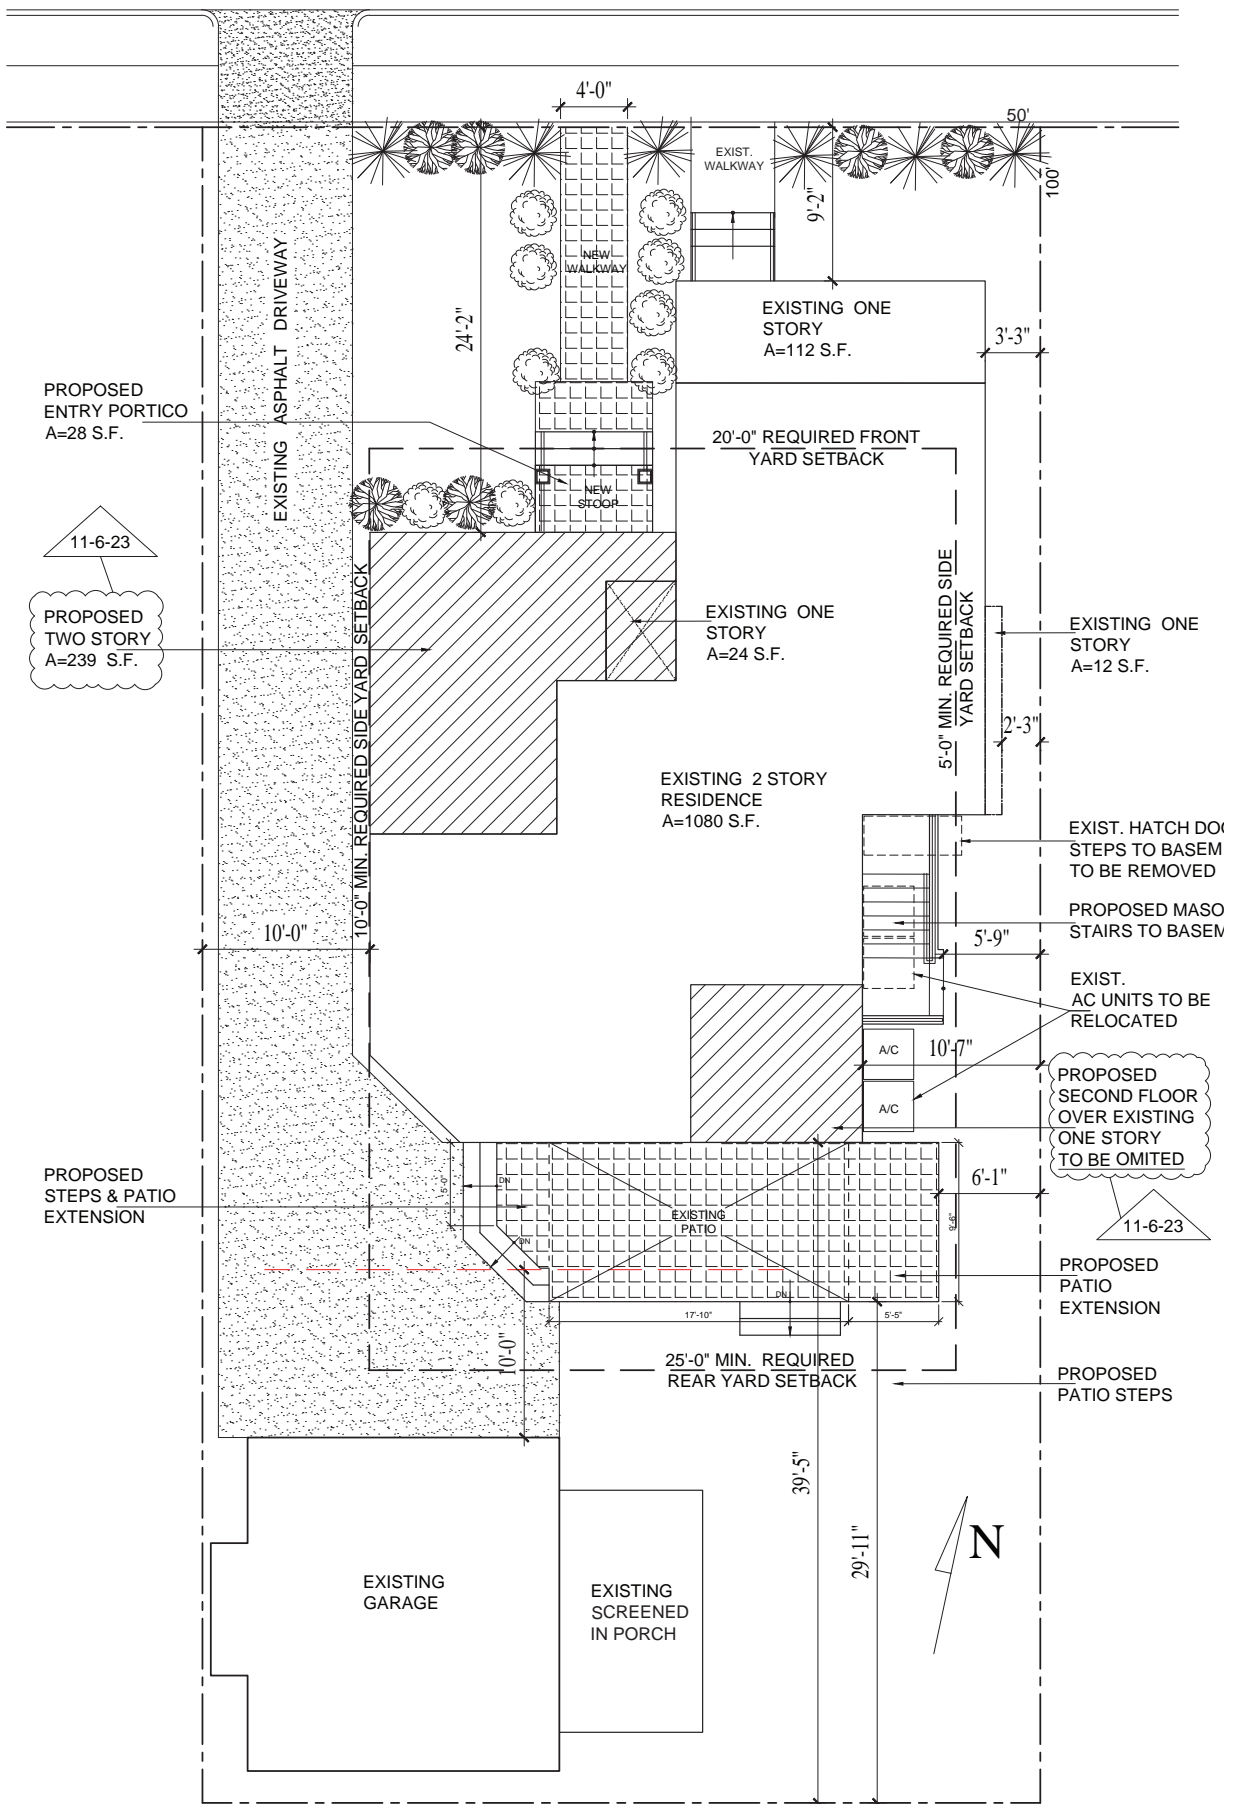 4'-0"
50'
100'
EXIST.
WALKWAY
9'-2"
EXISTING ASPHALT DRIVEWAY
NEW
WALKWAY
24'-2"
EXISTING ONE
STORY
A=112 S.F.
3'-3"
PROPOSED
ENTRY PORTICO
A=28 S.F.
20'-0" REQUIRED FRONT
YARD SETBACK
NEW
STOOP
11-6-23
PROPOSED
TWO STORY
A=239 S.F.
10'-0" MIN. REQUIRED SIDE YARD SETBACK
EXISTING ONE
STORY
A=24 S.F.
5'-0" MIN. REQUIRED SIDE
YARD SETBACK
EXISTING ONE
STORY
A=12 S.F.
2'-3"
EXISTING 2 STORY
RESIDENCE
A=1080 S.F.
EXIST. HATCH DOO
STEPS TO BASEM
TO BE REMOVED
PROPOSED MASO
STAIRS TO BASEM
10'-0"
5'-9"
EXIST.
AC UNITS TO BE
RELOCATED
A/C
10'-7"
A/C
PROPOSED
SECOND FLOOR
OVER EXISTING
ONE STORY
TO BE OMITED
11-6-23
PROPOSED
STEPS & PATIO
EXTENSION
5'-0"
DN
DN
EXISTING
PATIO
6'-1"
9'-6"
PROPOSED
PATIO
EXTENSION
DN
17'-10"
5'-5"
10'-0"
25'-0" MIN. REQUIRED
REAR YARD SETBACK
PROPOSED
PATIO STEPS
39'-5"
29'-11"
N
EXISTING
GARAGE
EXISTING
SCREENED
IN PORCH